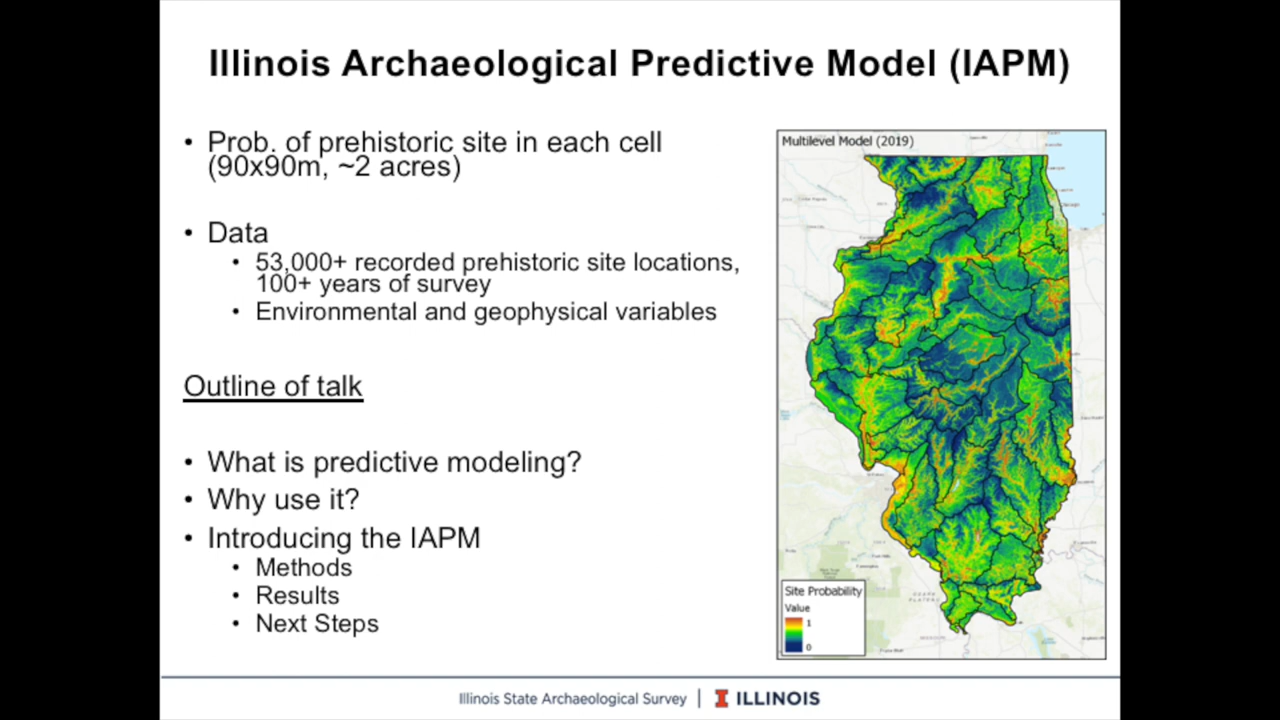 Illinois Archaeological Predictive Model (IAPM)
• Prob. of prehistoric site in each cell
(90x90m, ~2 acres)
• Data
• 53,000+ recorded prehistoric site locations,
100+ years of survey
• Environmental and geophysical variables
Outline of talk
• What is predictive modeling?
• Why use it?
• Introducing the IAPM
• Methods
• Results
• Next Steps
Multilevel Model (2019)
Site Probability
Value
1
0
Illinois State Archaeological Survey | I ILLINOIS